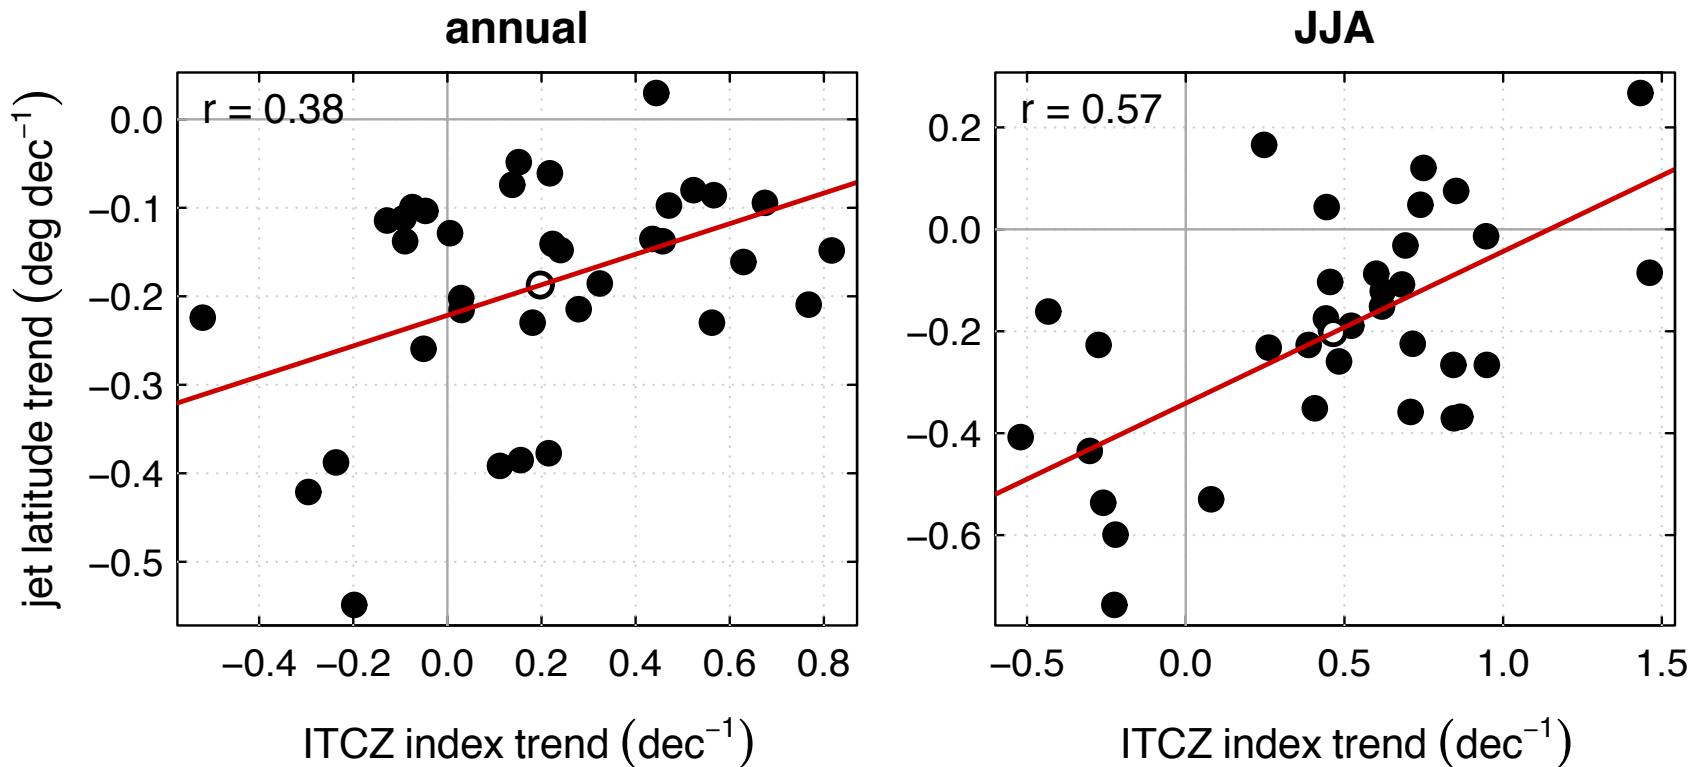 annual
r = 0.38
0.0
−0.1
−0.2
−0.3
−0.4
−0.5
−0.4 −0.2 0.0 0.2 0.4 0.6 0.8
jet latitude trend (deg dec⁻¹)
ITCZ index trend (dec⁻¹)
JJA
r = 0.57
0.2
0.0
−0.2
−0.4
−0.6
−0.5 0.0 0.5 1.0 1.5
ITCZ index trend (dec⁻¹)